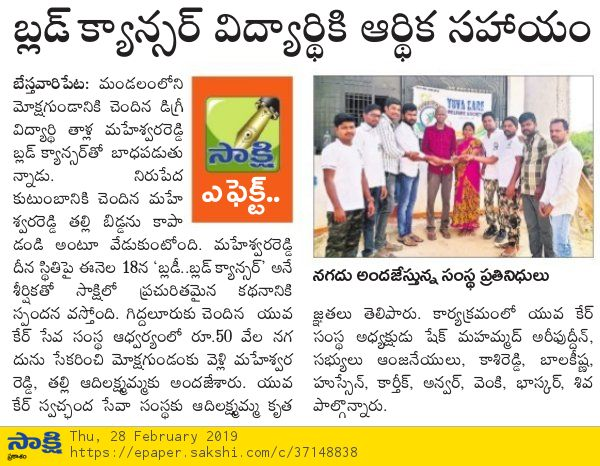 బ్లడ్ క్యాన్సర్ విద్యార్థికి ఆర్థిక సహాయం
బేస్తవారిపేట: మండలంలోని
మోక్షగుండానికి చెందిన డిగ్రీ
విద్యార్థి తాళ్ల మహేశ్వరరెడ్డి
బ్లడ్ క్యాన్సర్‌తో బాధపడుతు
న్నాడు. నిరుపేద
కుటుంబానికి చెందిన మహే
శ్వరరెడ్డి తల్లి బిడ్డను కాపా
డండి అంటూ వేడుకుంటోంది. మహేశ్వరరెడ్డి
దీన స్థితిపై ఈనెల 18న ‘బ్లడీ..బ్లడ్ క్యాన్సర్’ అనే
శీర్షికతో సాక్షిలో ప్రచురితమైన కథనానికి
స్పందన వస్తోంది. గిద్దలూరుకు చెందిన యువ
కేర్ సేవ సంస్థ ఆధ్వర్యంలో రూ.50 వేల నగ
దును సేకరించి మోక్షగుండంకు వెళ్లి మహేశ్వర
రెడ్డి, తల్లి ఆదిలక్ష్మమ్మకు అందజేశారు. యువ
కేర్ స్వచ్ఛంద సేవా సంస్థకు ఆదిలక్ష్మమ్మ కృత
సాక్షి
ఎఫెక్ట్..
YUVA CARE
WELFARE SOCIETY
నగదు అందజేస్తున్న సంస్థ ప్రతినిధులు
జ్ఞతలు తెలిపారు. కార్యక్రమంలో యువ కేర్
సంస్థ అధ్యక్షుడు షేక్ మహమ్మద్ అరీపుద్దీన్,
సభ్యులు ఆంజనేయులు, కాశిరెడ్డి, బాలకీష్ణ,
హుస్సేన్, కార్తీక్, అన్వర్, వెంకి, భాస్కర్, శివ
పాల్గొన్నారు.
సాక్షి
ప్రకాశం
Thu, 28 February 2019
https://epaper.sakshi.com/c/37148838